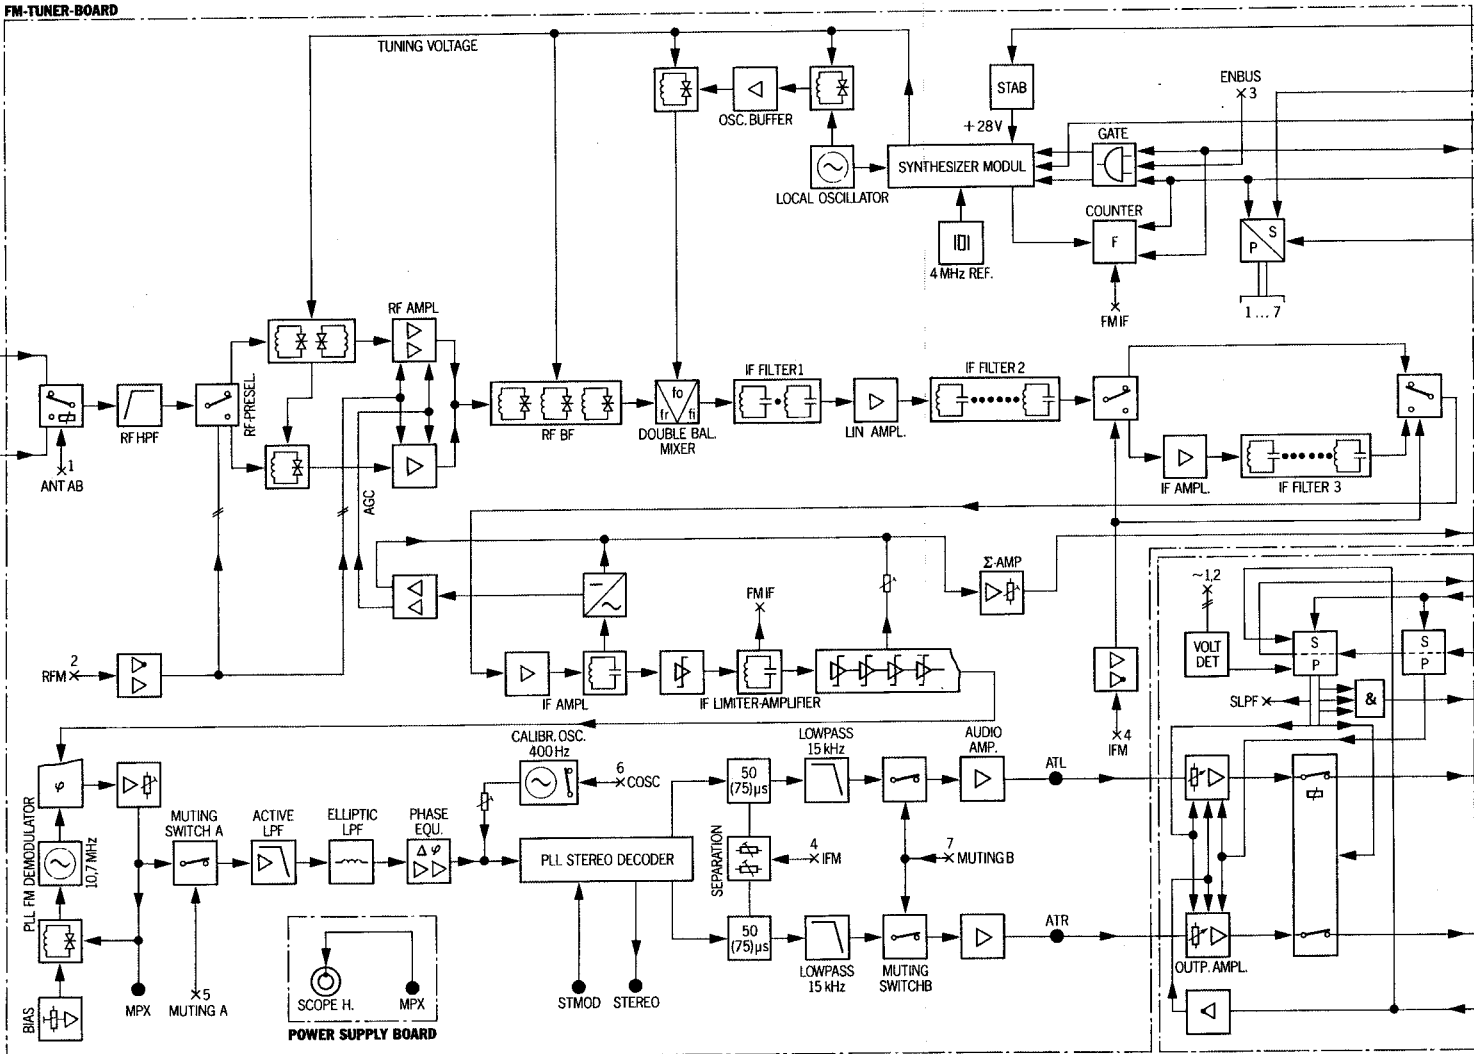 FM-TUNER-BOARD
TUNING VOLTAGE
OSC. BUFFER
STAB
+28V
ENBUS
3
GATE
SYNTHESIZER MODUL
LOCAL OSCILLATOR
COUNTER
F
S
P
4 MHz REF.
1 ... 7
FM IF
RF AMPL
RF-PRESEL.
RF HPF
1
ANT AB
RF BF
fo
fr
fi
DOUBLE BAL.
MIXER
IF FILTER 1
LIN AMPL.
IF FILTER 2
IF AMPL.
IF FILTER 3
AGC
Σ-AMP
FM IF
~1,2
VOLT
DET
S
P
S
P
&
SLPF
2
RFM
IF AMPL
IF LIMITER-AMPLIFIER
4
IFM
CALIBR. OSC.
400 Hz
6
COSC
LOWPASS
15 kHz
AUDIO
AMP.
ATL
φ
PLL FM DEMODULATOR
10,7 MHz
MUTING
SWITCH A
ACTIVE
LPF
ELLIPTIC
LPF
PHASE
EQU.
Δ φ
50
(75)µs
PLL STEREO DECODER
SEPARATION
4
IFM
7
MUTING B
50
(75)µs
LOWPASS
15 kHz
MUTING
SWITCHB
ATR
OUTP. AMPL.
BIAS
MPX
5
MUTING A
SCOPE H.
MPX
POWER SUPPLY BOARD
STMOD
STEREO